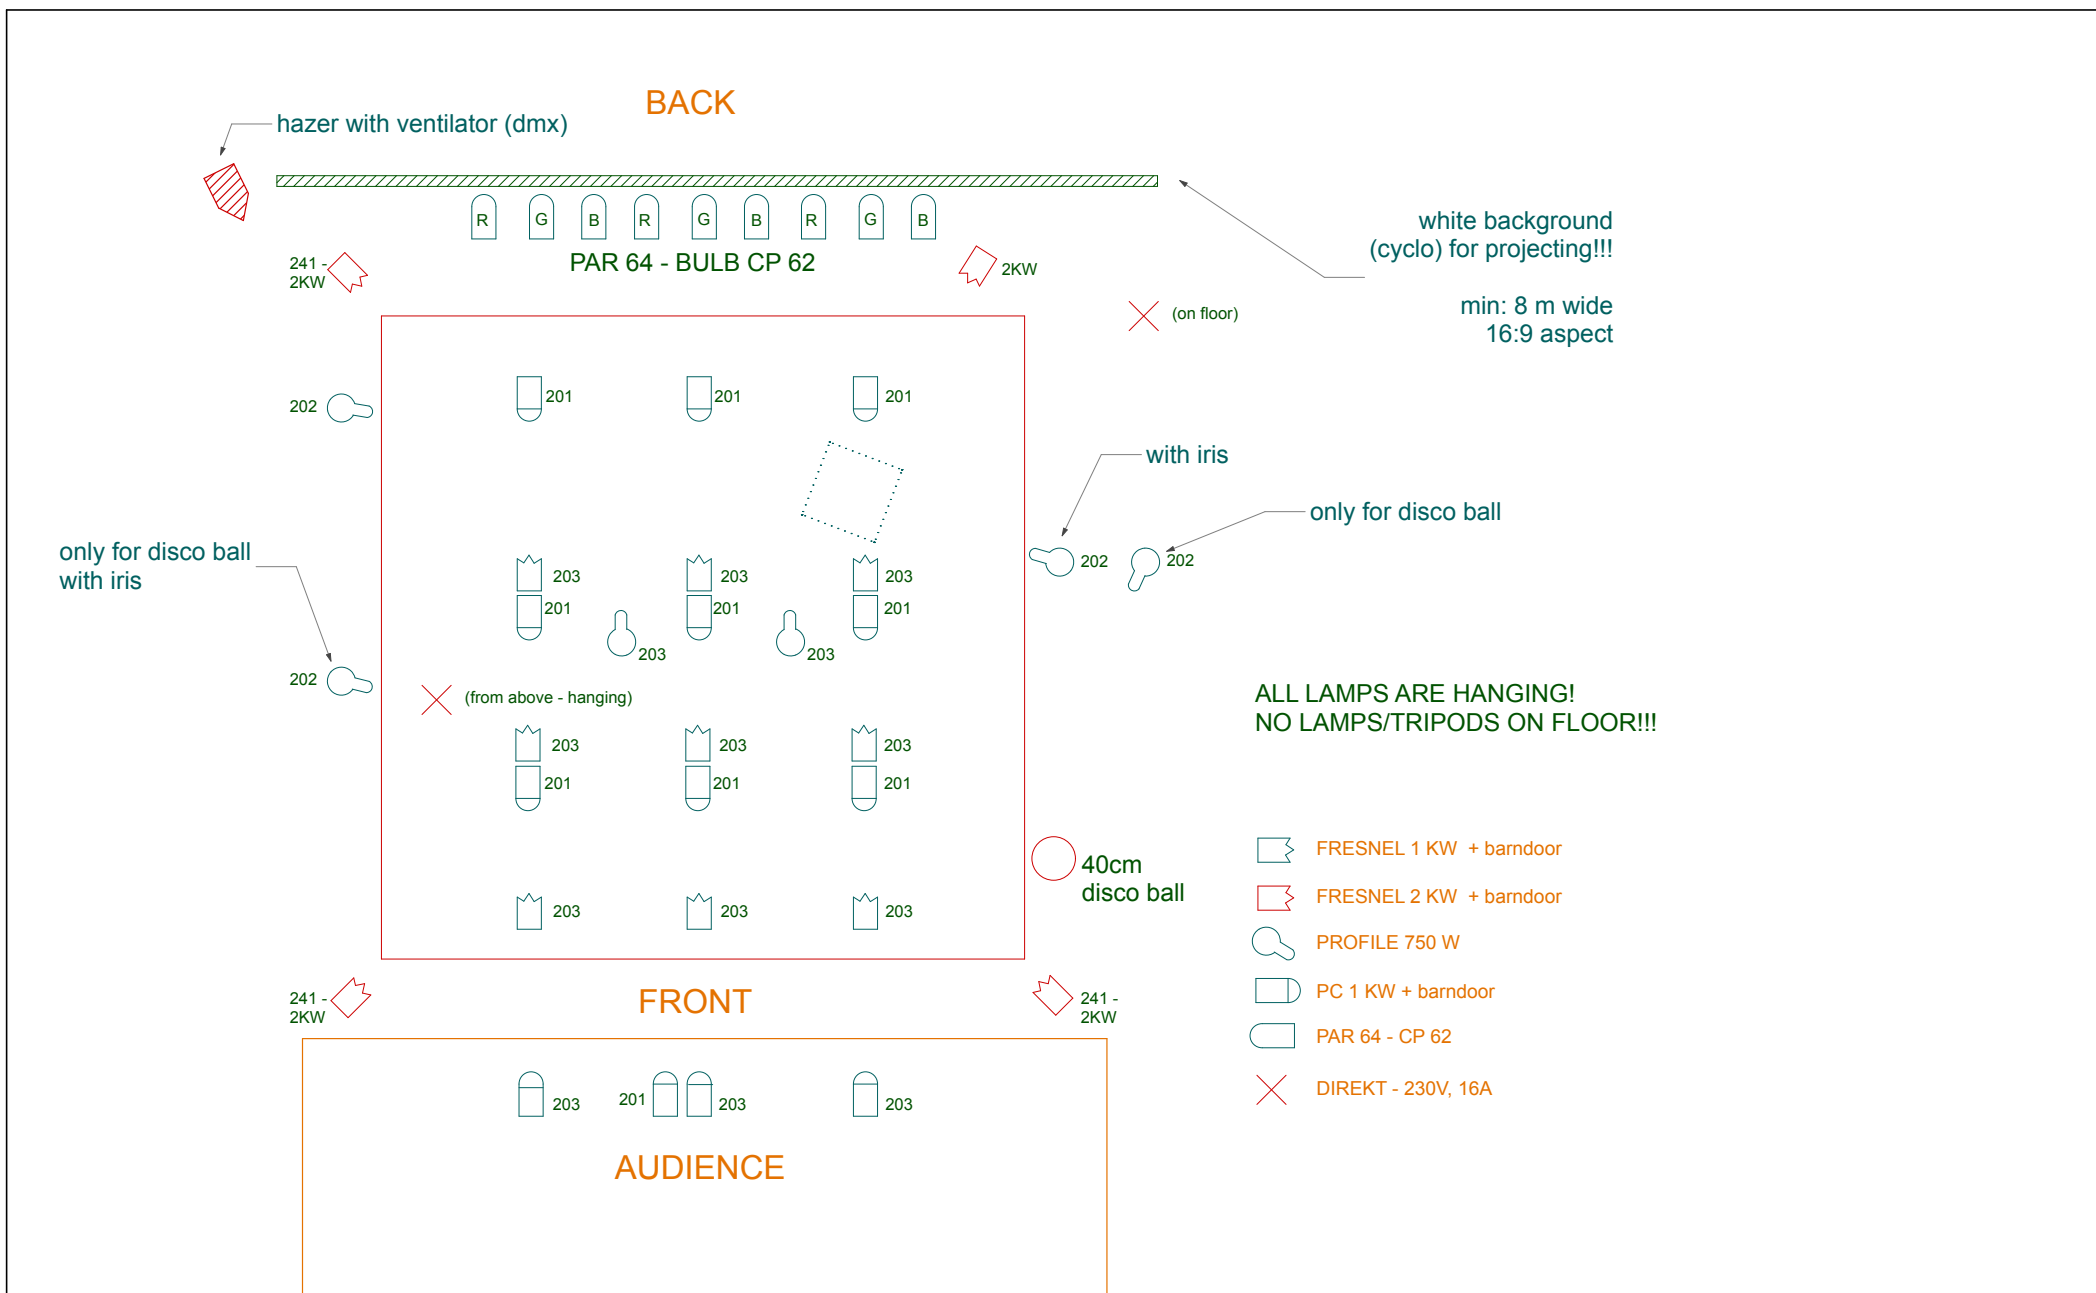 BACK
hazer with ventilator (dmx)
R G B R G B R G B
PAR 64 - BULB CP 62
white background
(cyclo) for projecting!!!
min: 8 m wide
16:9 aspect
241 -
2KW
2KW
(on floor)
201 201 201
202
with iris
only for disco ball
only for disco ball
with iris
203 203 203
202 202
201 201 201
203 203
202
(from above - hanging)
ALL LAMPS ARE HANGING!
NO LAMPS/TRIPODS ON FLOOR!!!
203 203 203
201 201 201
40cm
disco ball
203 203 203
FRESNEL 1 KW + barndoor
FRESNEL 2 KW + barndoor
PROFILE 750 W
PC 1 KW + barndoor
PAR 64 - CP 62
DIREKT - 230V, 16A
241 -
2KW
FRONT
241 -
2KW
203 201 203 203
AUDIENCE